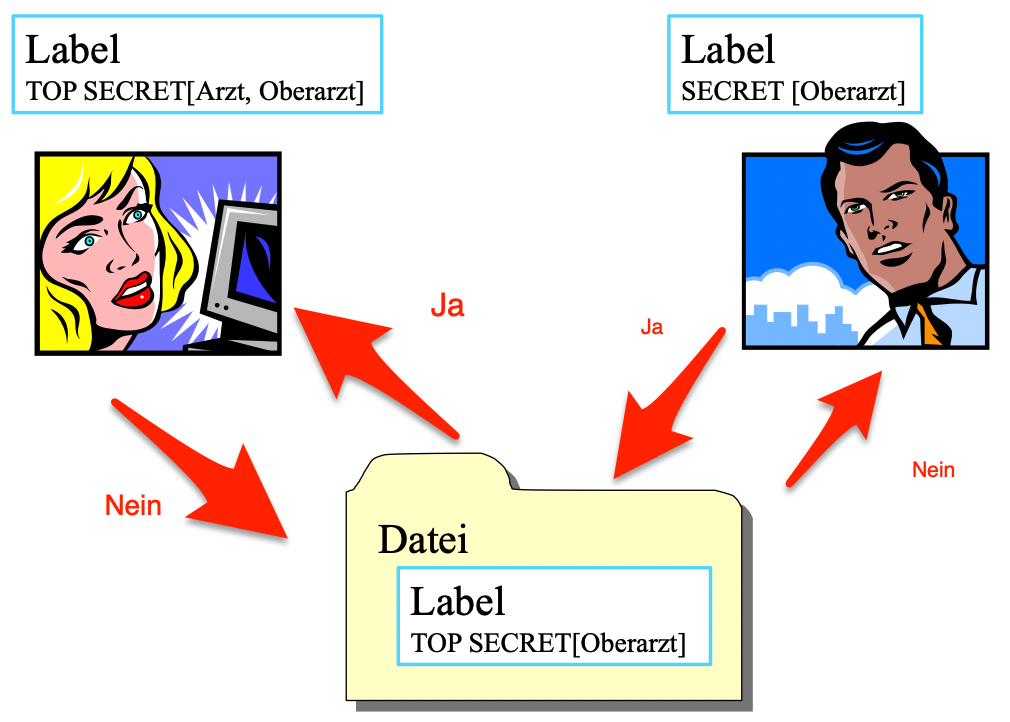 Label
TOP SECRET[Arzt, Oberarzt]
Label
SECRET [Oberarzt]
Ja
Ja
Nein
Nein
Datei
Label
TOP SECRET[Oberarzt]